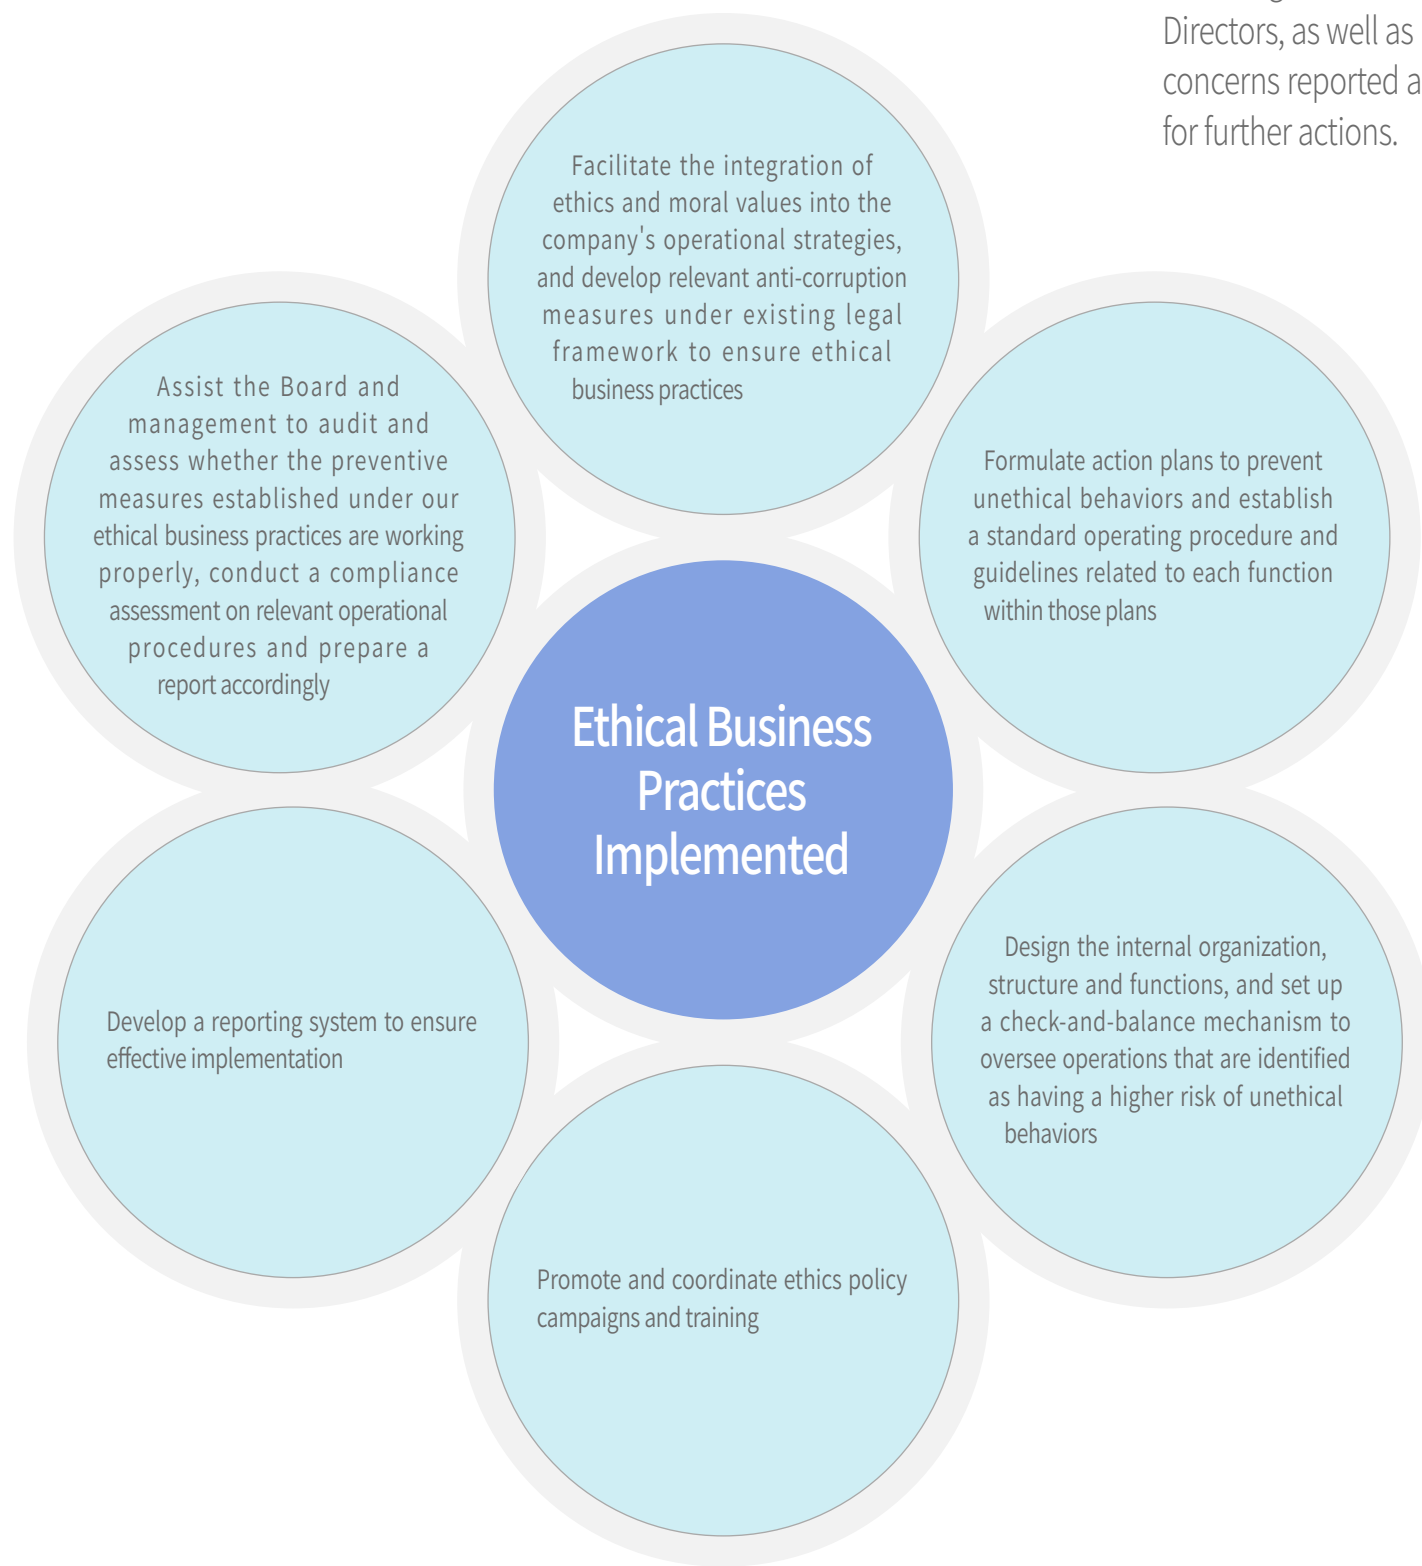 Directors, as well as
concerns reported a
for further actions.
Facilitate the integration of
ethics and moral values into the
company's operational strategies,
and develop relevant anti-corruption
measures under existing legal
framework to ensure ethical
business practices
Assist the Board and
management to audit and
assess whether the preventive
measures established under our
ethical business practices are working
properly, conduct a compliance
assessment on relevant operational
procedures and prepare a
report accordingly
Formulate action plans to prevent
unethical behaviors and establish
a standard operating procedure and
guidelines related to each function
within those plans
Ethical Business
Practices
Implemented
Design the internal organization,
structure and functions, and set up
a check-and-balance mechanism to
oversee operations that are identified
as having a higher risk of unethical
behaviors
Develop a reporting system to ensure
effective implementation
Promote and coordinate ethics policy
campaigns and training